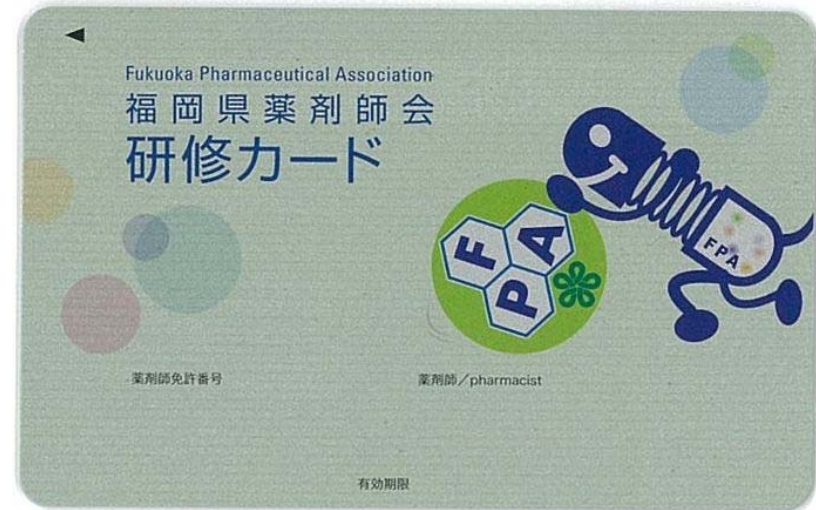 Fukuoka Pharmaceutical Association
福岡県薬剤師会
研修カード
F
P
A
FPA
薬剤師免許番号
薬剤師／pharmacist
有効期限